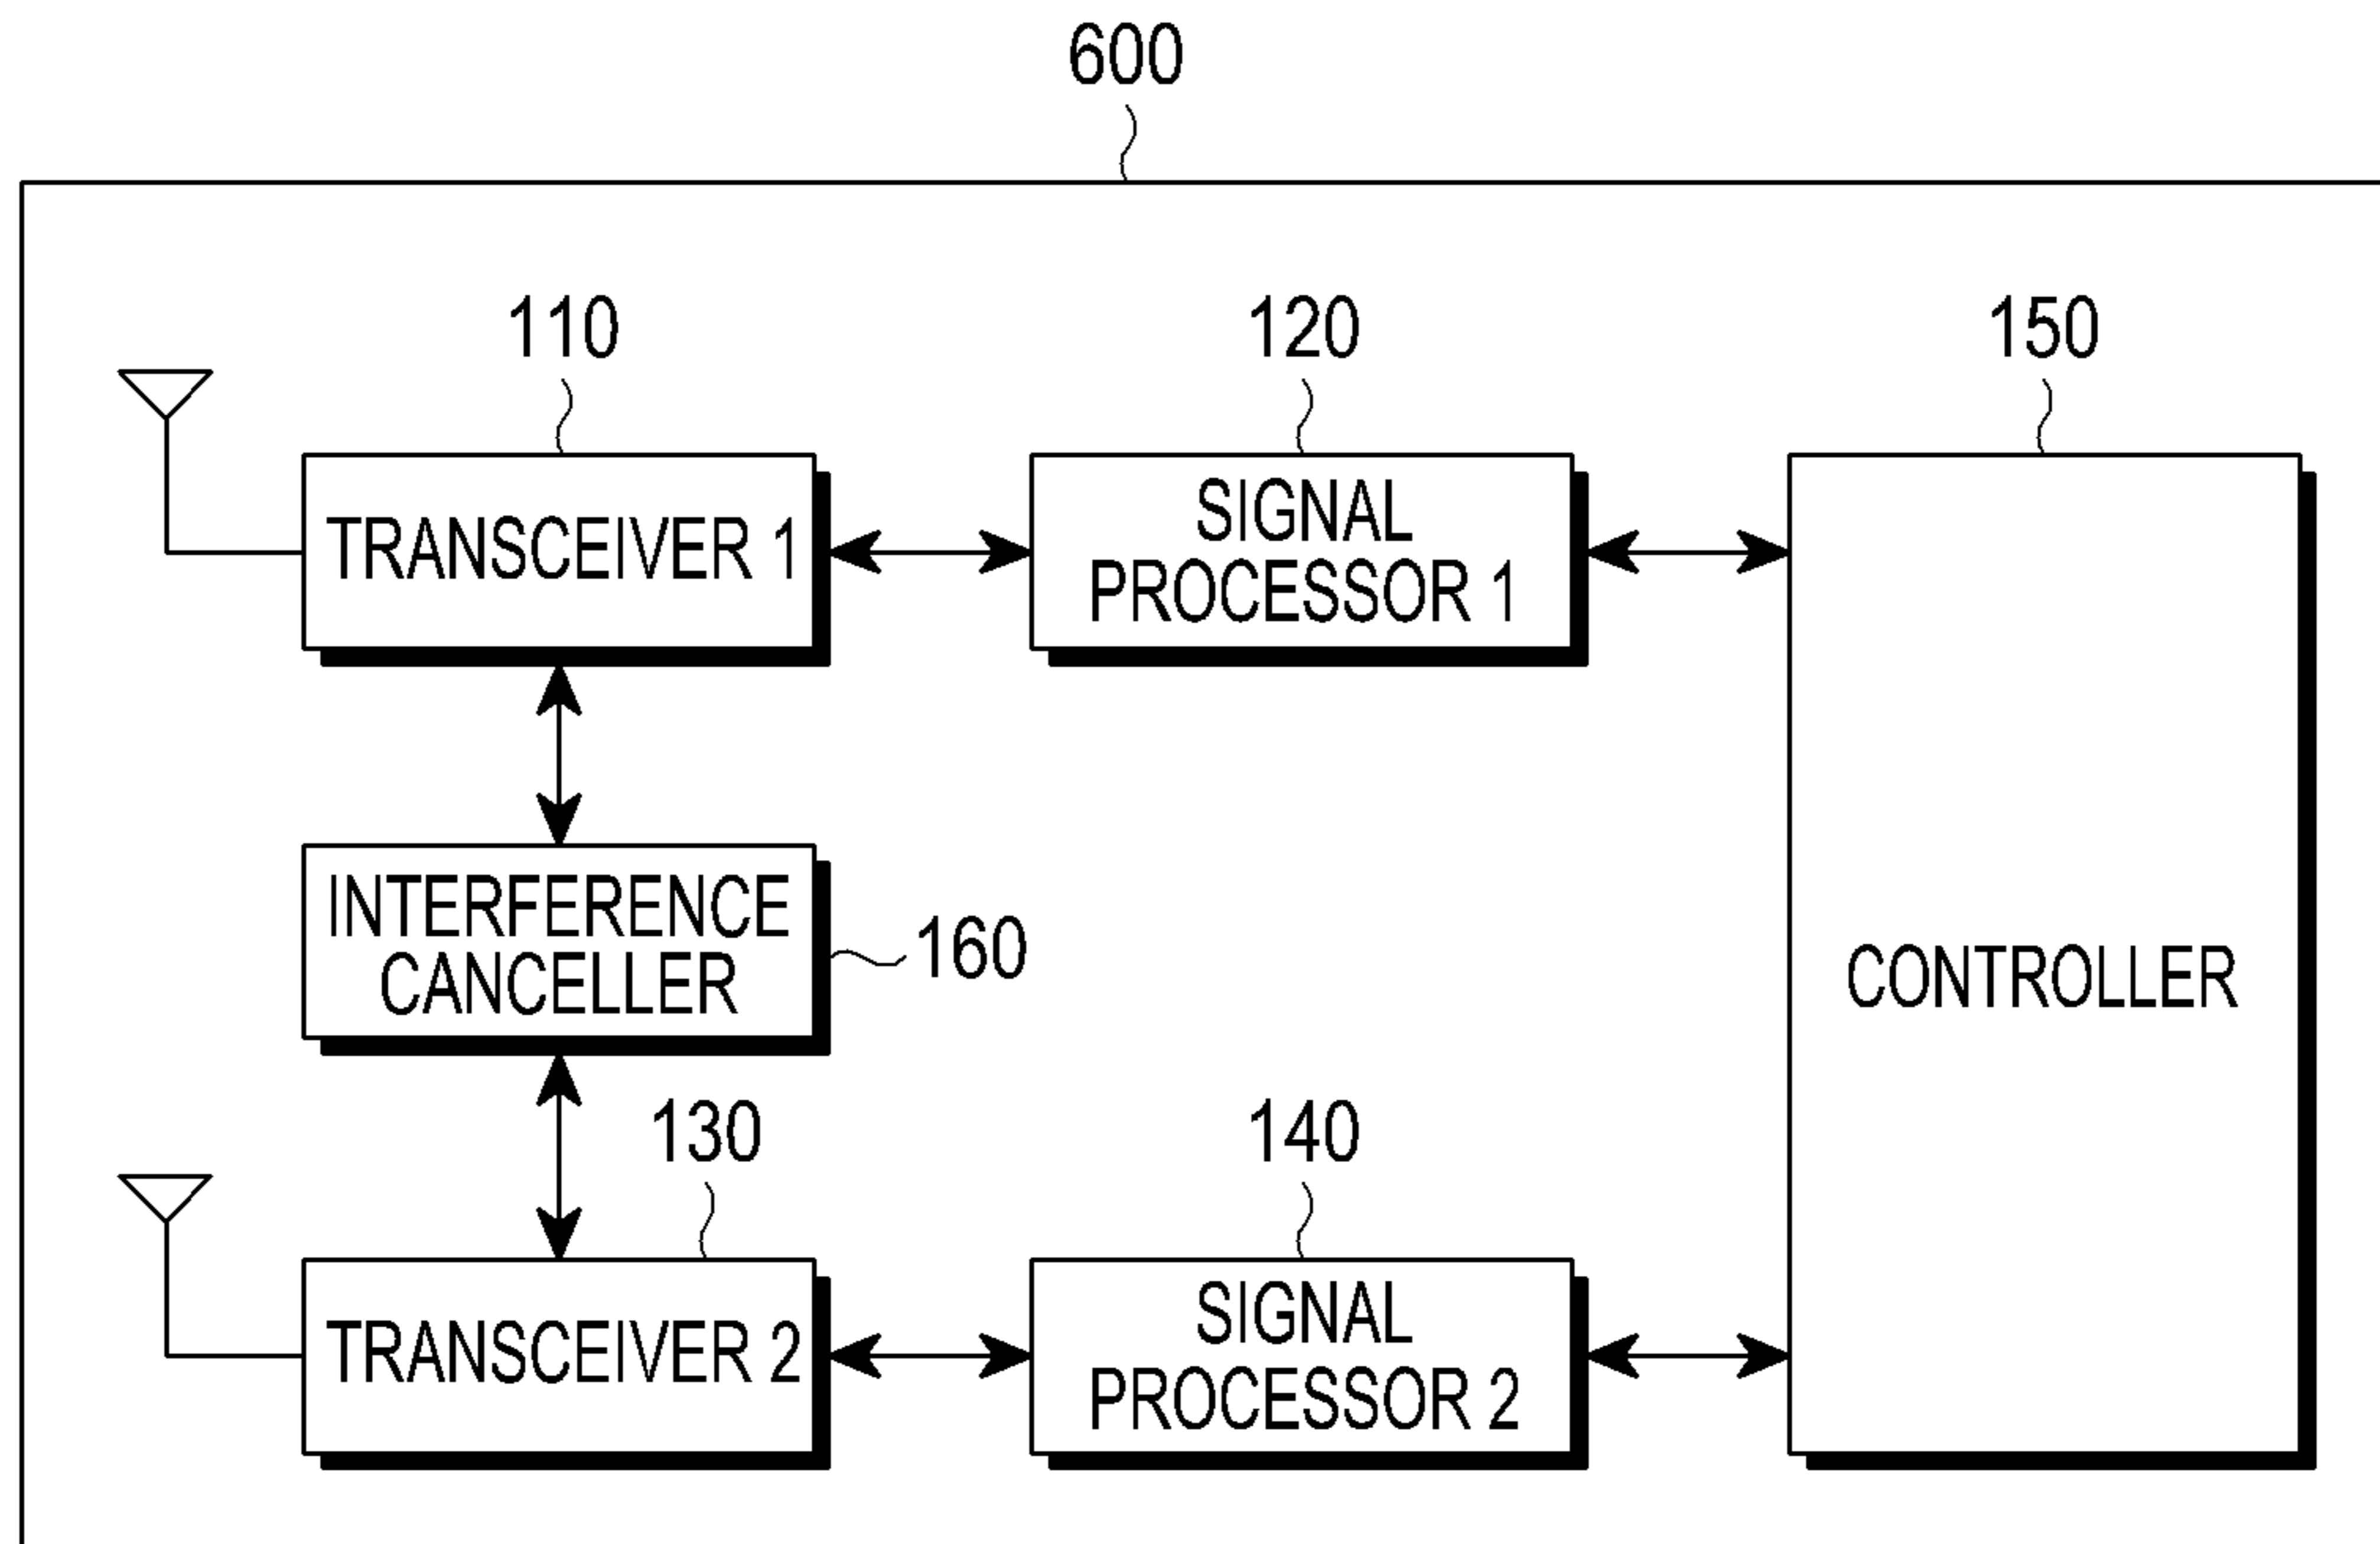 600
110
120
150
TRANSCEIVER 1
SIGNAL
PROCESSOR 1
INTERFERENCE
CANCELLER
160
CONTROLLER
130
140
TRANSCEIVER 2
SIGNAL
PROCESSOR 2